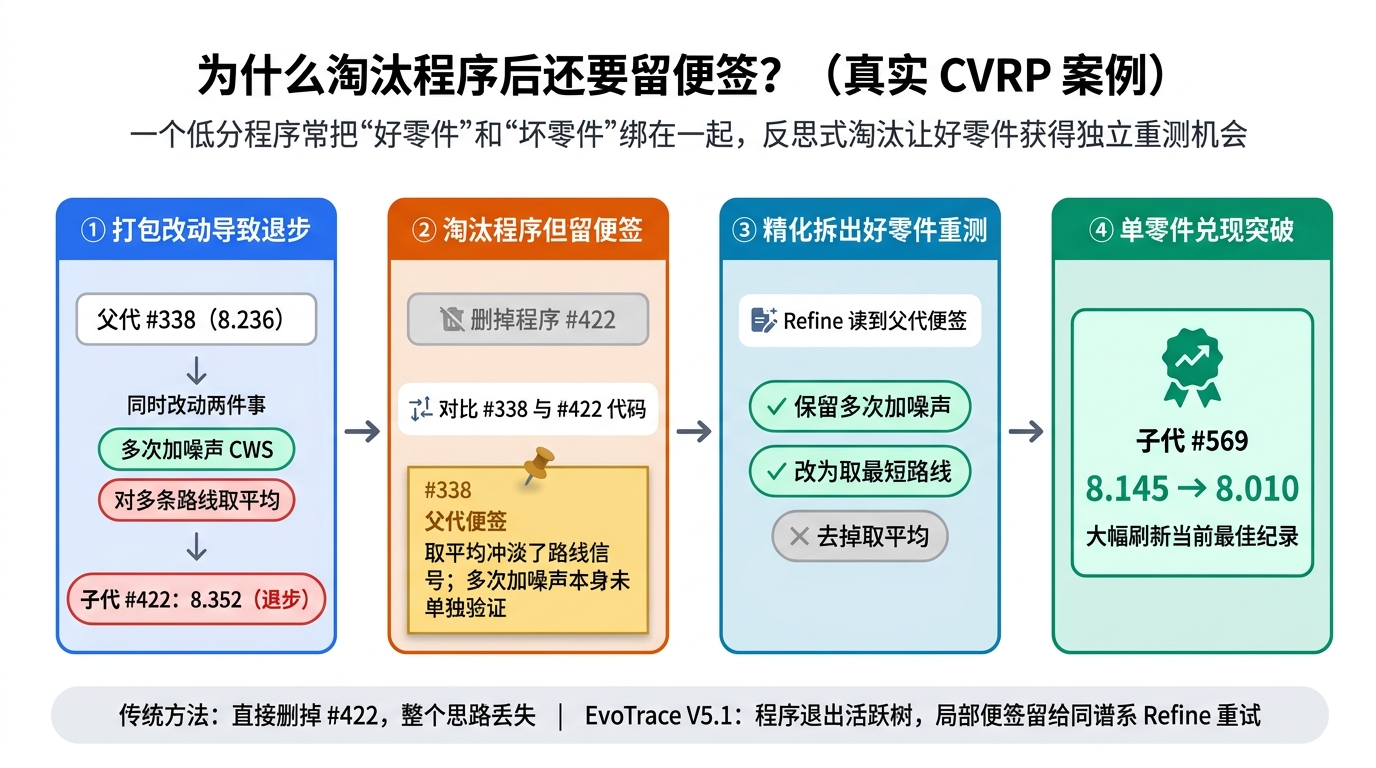 为什么淘汰程序后还要留便签？（真实 CVRP 案例）
一个低分程序常把“好零件”和“坏零件”绑在一起，反思式淘汰让好零件获得独立重测机会
① 打包改动导致退步
父代 #338（8.236）
同时改动两件事
多次加噪声 CWS
对多条路线取平均
子代 #422：8.352（退步）
② 淘汰程序但留便签
删掉程序 #422
对比 #338 与 #422 代码
#338
父代便签
取平均冲淡了路线信
号；多次加噪声本身未
单独验证
③ 精化拆出好零件重测
Refine 读到父代便签
保留多次加噪声
改为取最短路线
去掉取平均
④ 单零件兑现突破
子代 #569
8.145 → 8.010
大幅刷新当前最佳纪录
传统方法：直接删掉 #422，整个思路丢失 | EvoTrace V5.1：程序退出活跃树，局部便签留给同谱系 Refine 重试